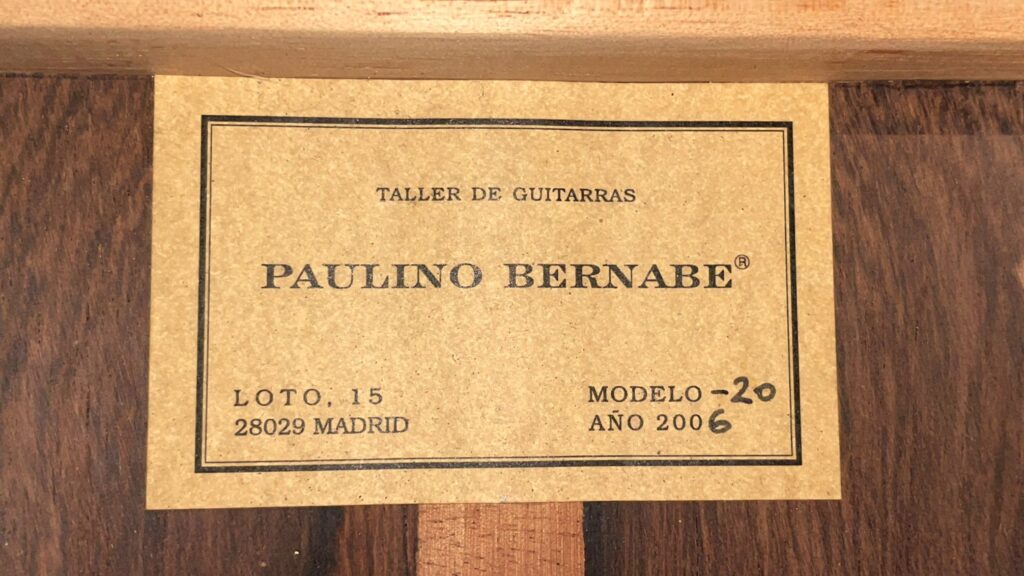 TALLER DE GUITARRAS
PAULINO BERNABE®
LOTO, 15
28029 MADRID
MODELO -20
AÑO 2006